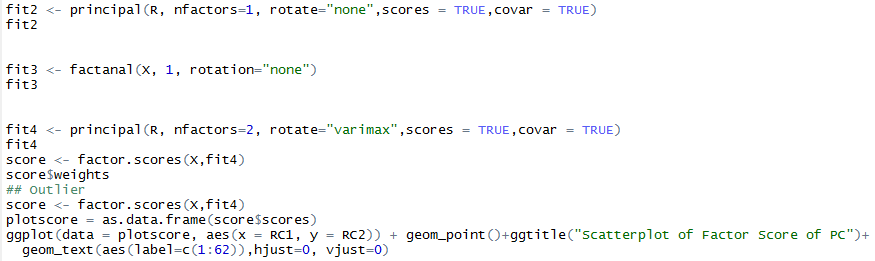 fit2 <- principal(R, nfactors=1, rotate="none",scores = TRUE,covar = TRUE)
fit2
fit3 <- factanal(X, 1, rotation="none")
fit3
fit4 <- principal(R, nfactors=2, rotate="varimax",scores = TRUE,covar = TRUE)
fit4
score <- factor.scores(X,fit4)
score$weights
## Outlier
score <- factor.scores(X,fit4)
plotscore = as.data.frame(score$scores)
ggplot(data = plotscore, aes(x = RC1, y = RC2)) + geom_point()+ggtitle("Scatterplot of Factor Score of PC")+
  geom_text(aes(label=c(1:62)),hjust=0, vjust=0)